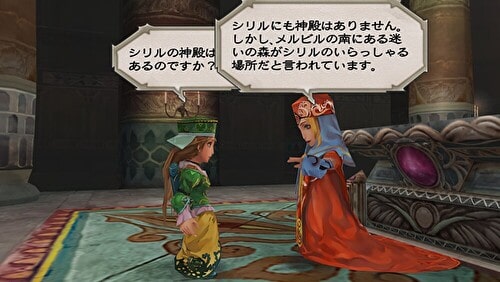 シリルの神殿は
あるのですか？
シリルにも神殿はありません。
しかし、メルビルの南にある迷
いの森がシリルのいらっしゃる
場所だと言われています。